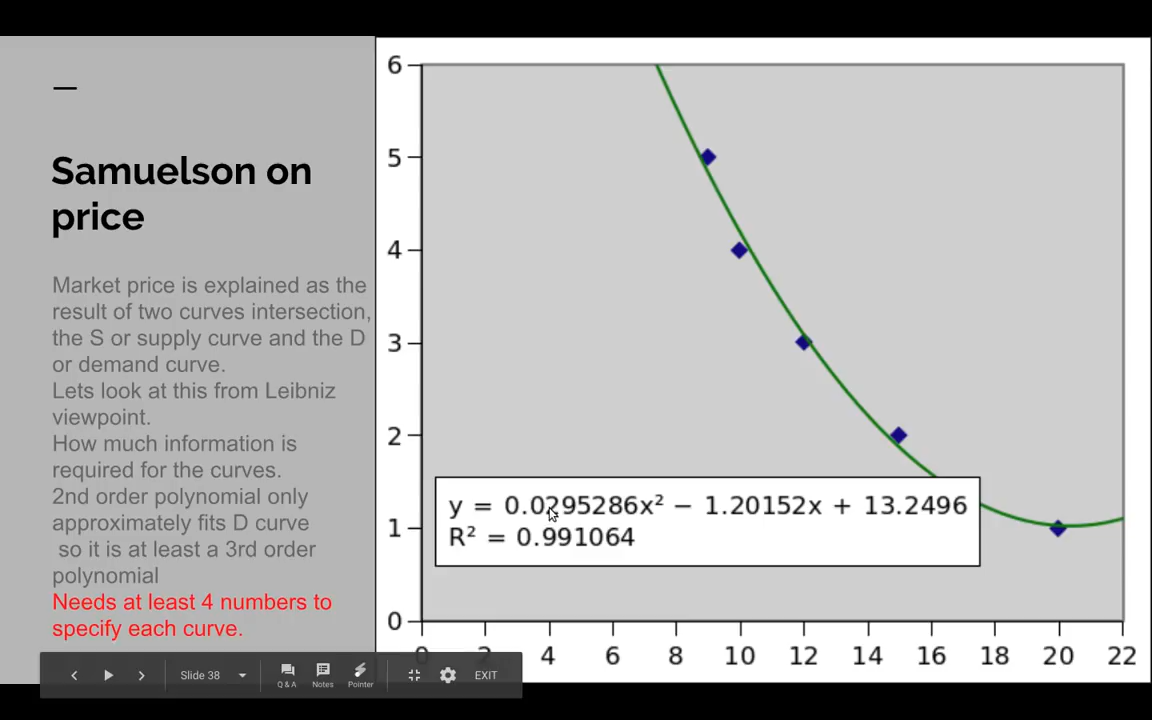 —
Samuelson on
price
Market price is explained as the
result of two curves intersection,
the S or supply curve and the D
or demand curve.
Lets look at this from Leibniz
viewpoint.
How much information is
required for the curves.
2nd order polynomial only
approximately fits D curve
so it is at least a 3rd order
polynomial
Needs at least 4 numbers to
specify each curve.
6
5
4
3
2
1
0
y = 0.0295286x² − 1.20152x + 13.2496
R² = 0.991064
0 2 4 6 8 10 12 14 16 18 20 22
Slide 38
Q & A
Notes
Pointer
EXIT